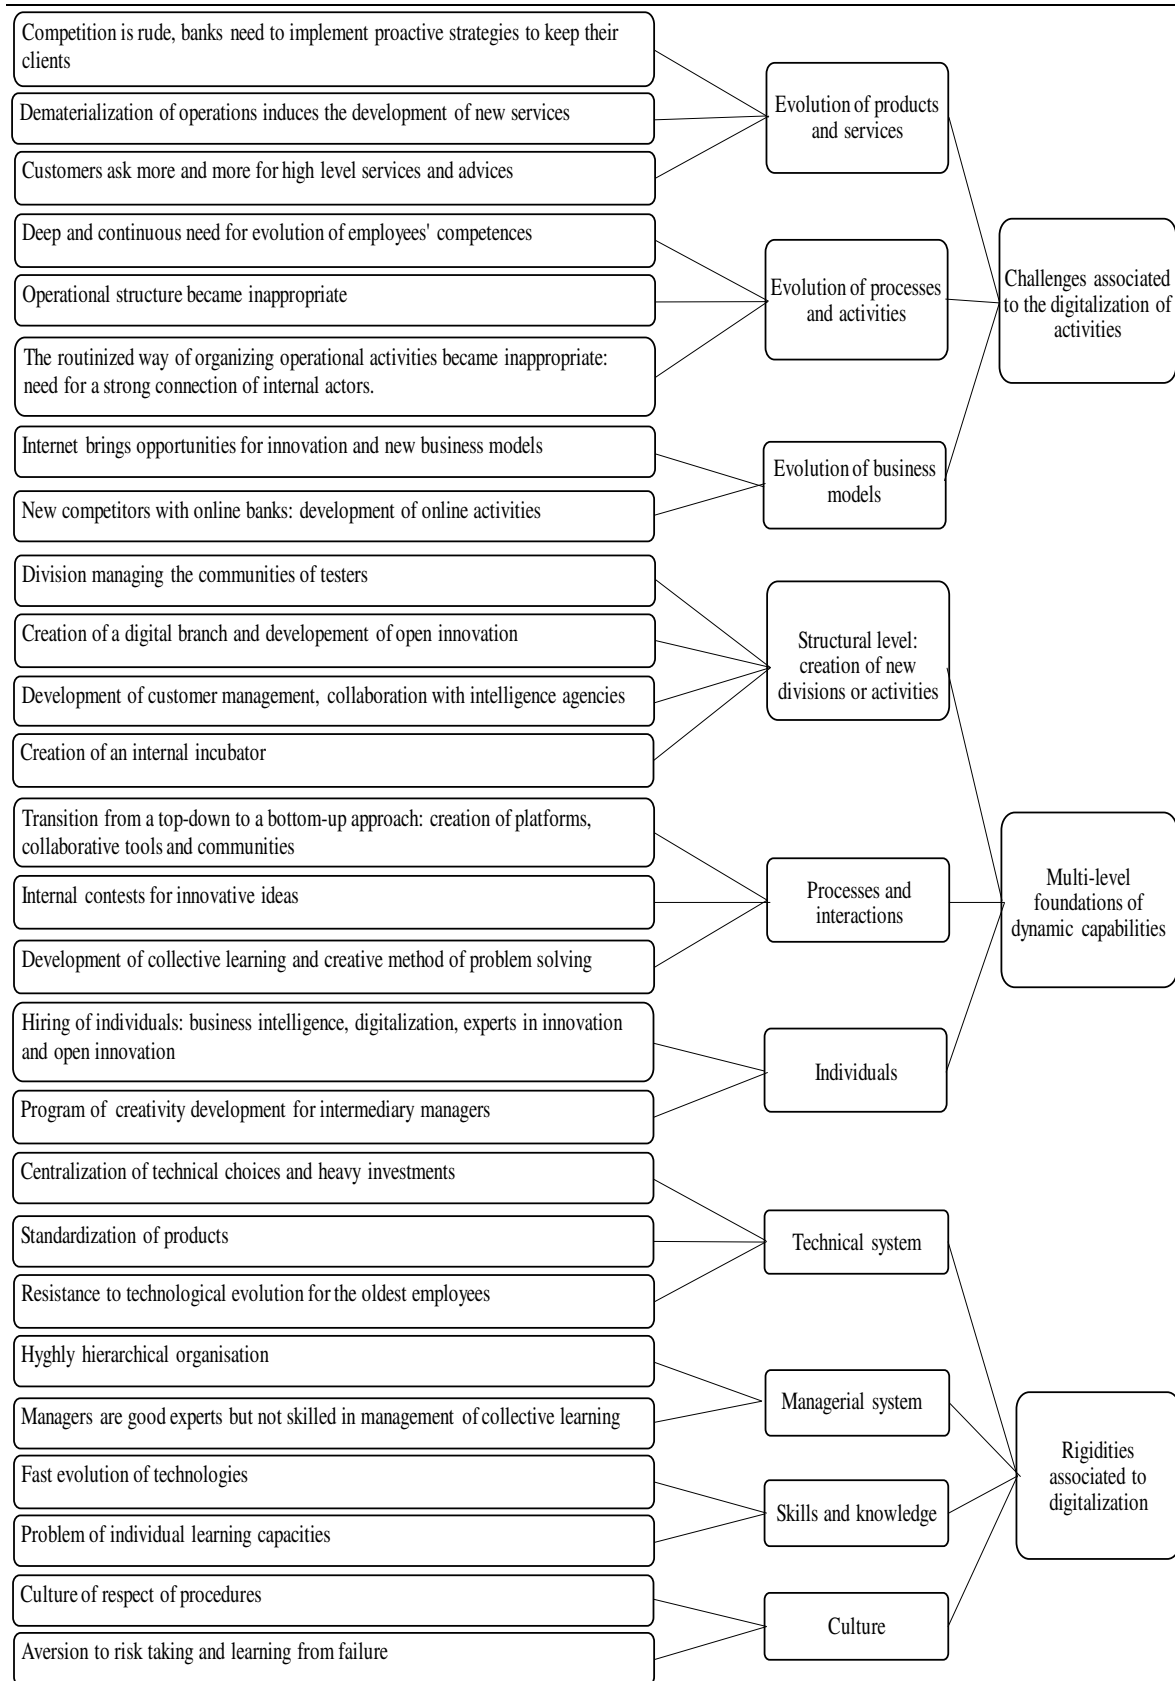 Competition is rude, banks need to implement proactive strategies to keep their
clients
Dematerialization of operations induces the development of new services
Customers ask more and more for high level services and advices
Evolution of products
and services
Deep and continuous need for evolution of employees' competences
Operational structure became inappropriate
The routinized way of organizing operational activities became inappropriate:
need for a strong connection of internal actors.
Evolution of processes
and activities
Internet brings opportunities for innovation and new business models
New competitors with online banks: development of online activities
Evolution of business
models
Challenges associated
to the digitalization of
activities
Division managing the communities of testers
Creation of a digital branch and developement of open innovation
Development of customer management, collaboration with intelligence agencies
Creation of an internal incubator
Structural level:
creation of new
divisions or activities
Transition from a top-down to a bottom-up approach: creation of platforms,
collaborative tools and communities
Internal contests for innovative ideas
Development of collective learning and creative method of problem solving
Processes and
interactions
Hiring of individuals: business intelligence, digitalization, experts in innovation
and open innovation
Program of creativity development for intermediary managers
Individuals
Multi-level
foundations of
dynamic capabilities
Centralization of technical choices and heavy investments
Standardization of products
Resistance to technological evolution for the oldest employees
Technical system
Hyghly hierarchical organisation
Managers are good experts but not skilled in management of collective learning
Managerial system
Fast evolution of technologies
Problem of individual learning capacities
Skills and knowledge
Culture of respect of procedures
Aversion to risk taking and learning from failure
Culture
Rigidities
associated to
digitalization